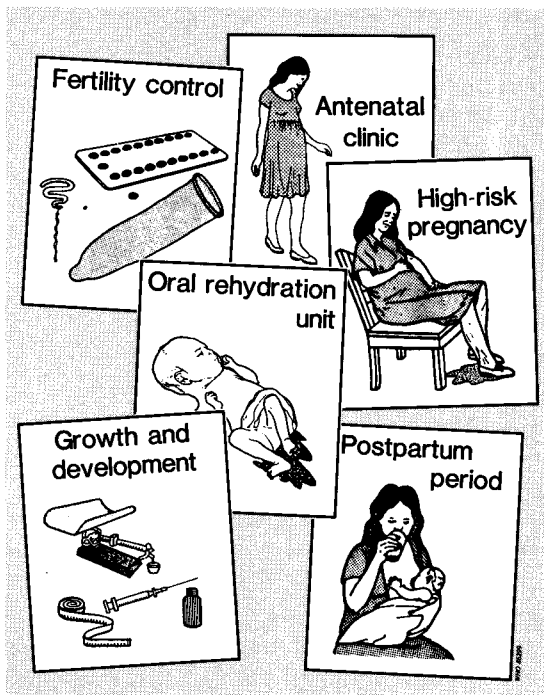 Fertility control
Antenatal
clinic
High-risk
pregnancy
Oral rehydration
unit
Growth and
development
Postpartum
period